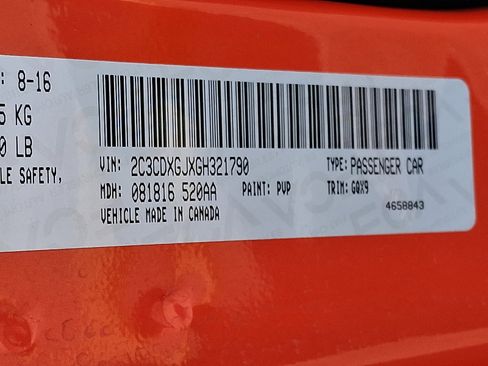 : 8-16
5 KG
0 LB
LE SAFETY,
VIN: 2C3CDXGJXGH321790 TYPE: PASSENGER CAR
MDH: 081816 520AA PAINT: PVP TRIM: GQX9
VEHICLE MADE IN CANADA 4658843